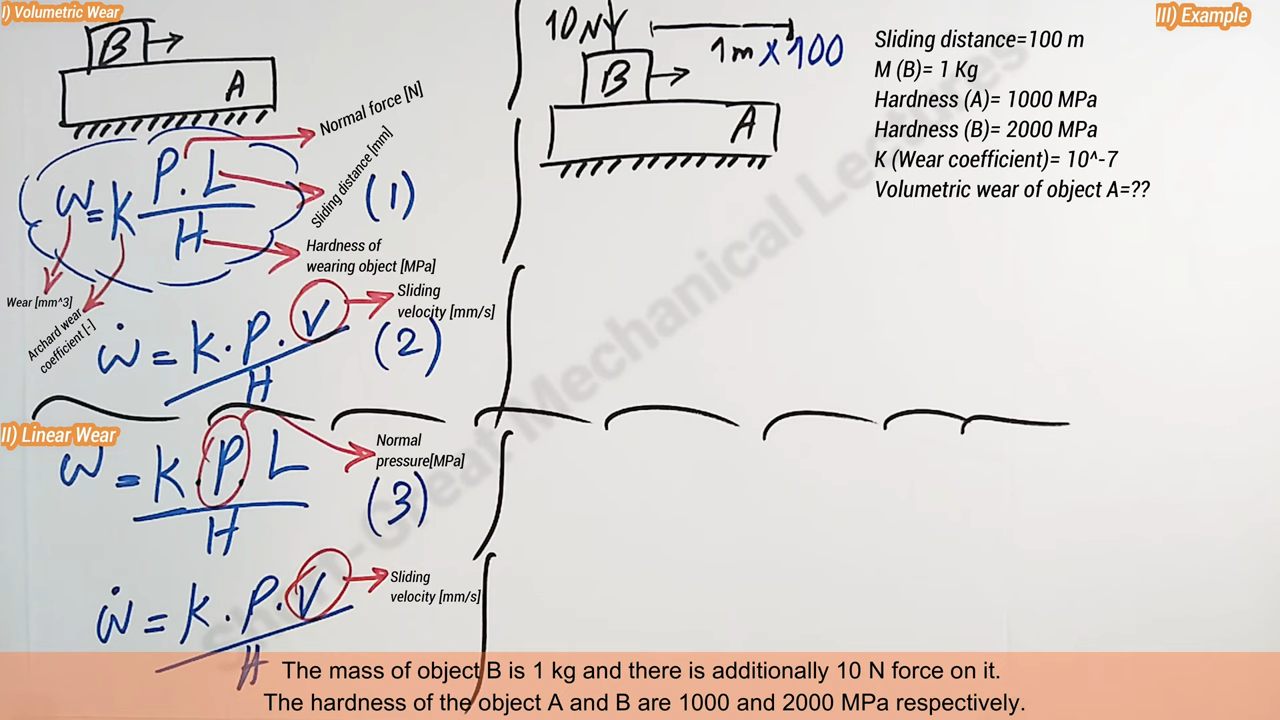 I) Volumetric Wear
B
A
Normal force [N]
Sliding distance [mm]
w = K P.L / H
(1)
Hardness of
wearing object [MPa]
Wear [mm^3]
Archard wear
coefficient [-]
ẇ = K.P.V / H
(2)
Sliding
velocity [mm/s]
II) Linear Wear
w = K.P.L / H
(3)
Normal
pressure[MPa]
ẇ = K.P.V / H
Sliding
velocity [mm/s]
10N
1m x 100
B
A
III) Example
Sliding distance=100 m
M (B)= 1 Kg
Hardness (A)= 1000 MPa
Hardness (B)= 2000 MPa
K (Wear coefficient)= 10^-7
Volumetric wear of object A=??
The mass of object B is 1 kg and there is additionally 10 N force on it.
The hardness of the object A and B are 1000 and 2000 MPa respectively.